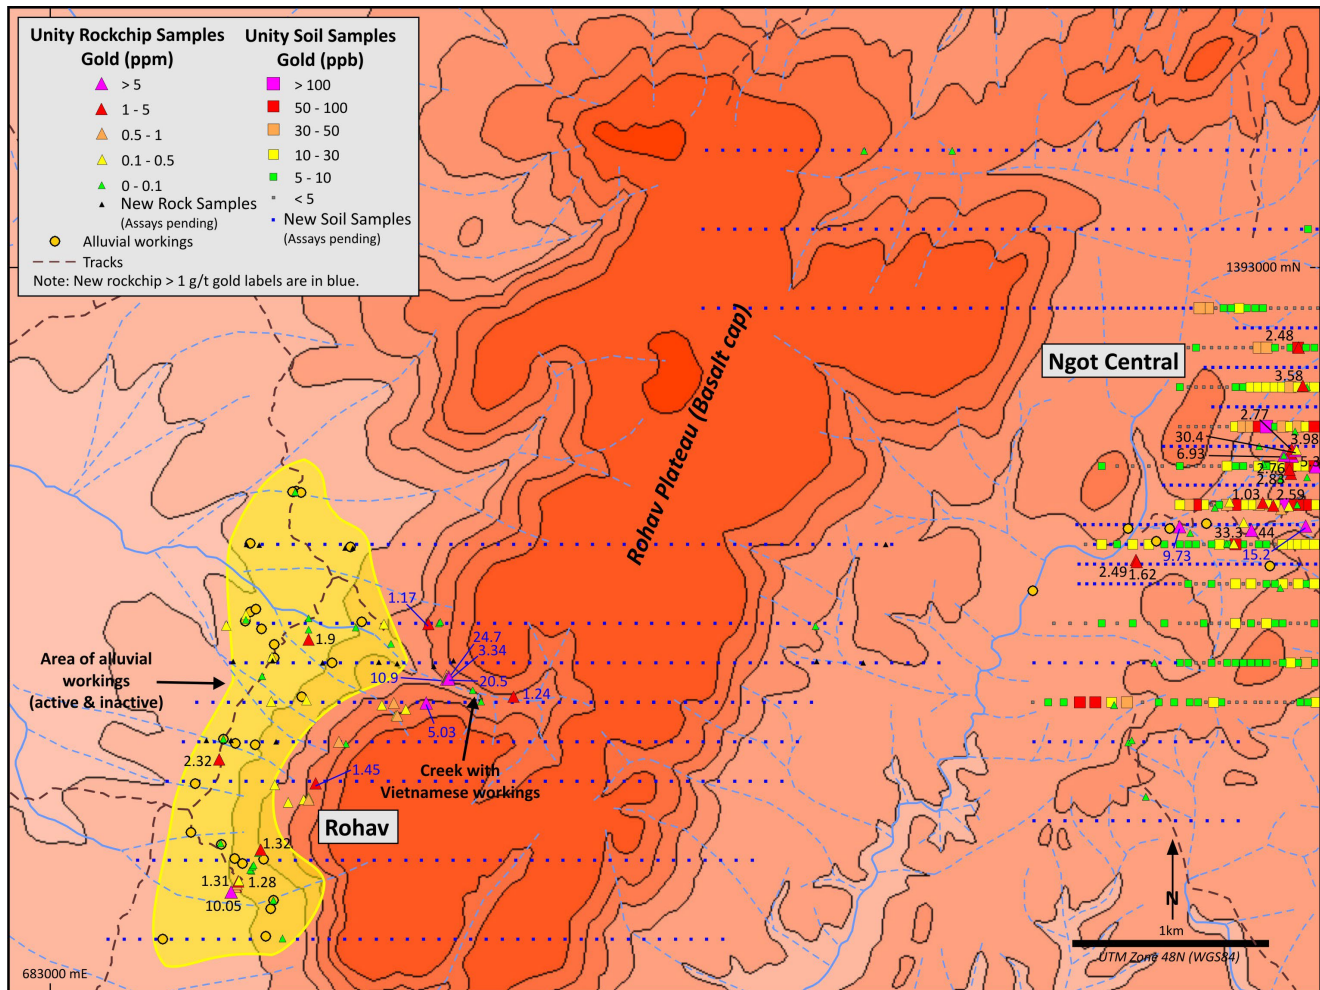 Unity Rockchip Samples
Gold (ppm)
> 5
1 - 5
0.5 - 1
0.1 - 0.5
0 - 0.1
New Rock Samples
(Assays pending)
Unity Soil Samples
Gold (ppb)
> 100
50 - 100
30 - 50
10 - 30
5 - 10
< 5
New Soil Samples
(Assays pending)
Alluvial workings
Tracks
Note: New rockchip > 1 g/t gold labels are in blue.
1393000 mN
Rohav Plateau (Basalt cap)
Ngot Central
2.48
3.58
2.77
30.4
3.98
6.93
2.76
2.83
1.03
2.59
33.3
9.73
15.2
2.49
1.62
1.17
1.9
24.7
3.34
10.9
20.5
1.24
5.03
Area of alluvial
workings
(active & inactive)
2.32
1.45
Creek with
Vietnamese workings
Rohav
1.32
1.31
1.28
10.05
N
1km
UTM Zone 48N (WGS84)
683000 mE